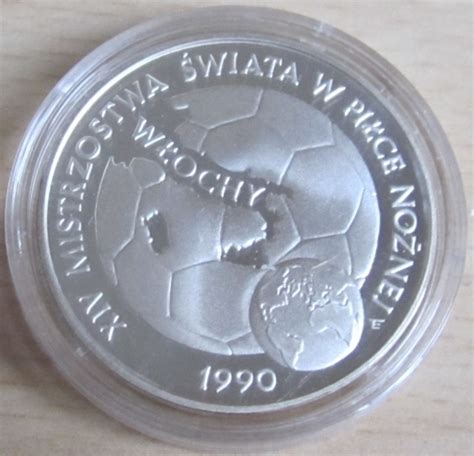 XIV MISTRZOSTWA ŚWIATA W PIŁCE NOŻNEJ
WŁOCHY
1990